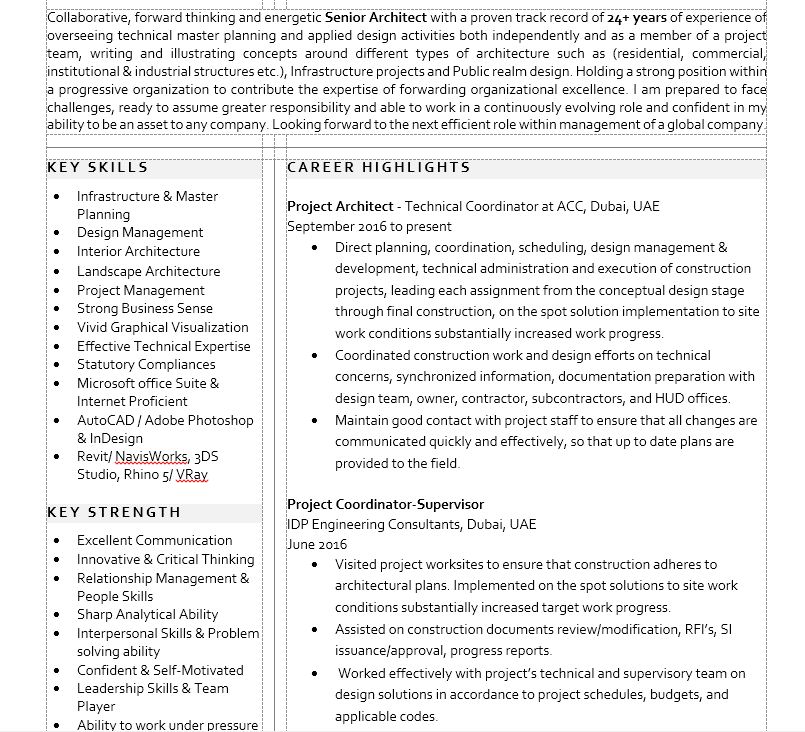 Collaborative, forward thinking and energetic Senior Architect with a proven track record of 24+ years of experience of
overseeing technical master planning and applied design activities both independently and as a member of a project
team, writing and illustrating concepts around different types of architecture such as (residential, commercial,
institutional & industrial structures etc.), Infrastructure projects and Public realm design. Holding a strong position within
a progressive organization to contribute the expertise of forwarding organizational excellence. I am prepared to face
challenges, ready to assume greater responsibility and able to work in a continuously evolving role and confident in my
ability to be an asset to any company. Looking forward to the next efficient role within management of a global company.
KEY SKILLS
• Infrastructure & Master
Planning
• Design Management
• Interior Architecture
• Landscape Architecture
• Project Management
• Strong Business Sense
• Vivid Graphical Visualization
• Effective Technical Expertise
• Statutory Compliances
• Microsoft office Suite &
Internet Proficient
• AutoCAD / Adobe Photoshop
& InDesign
• Revit/ NavisWorks, 3DS
Studio, Rhino 5/ VRay
KEY STRENGTH
• Excellent Communication
• Innovative & Critical Thinking
• Relationship Management &
People Skills
• Sharp Analytical Ability
• Interpersonal Skills & Problem
solving ability
• Confident & Self-Motivated
• Leadership Skills & Team
Player
• Ability to work under pressure
CAREER HIGHLIGHTS
Project Architect - Technical Coordinator at ACC, Dubai, UAE
September 2016 to present
• Direct planning, coordination, scheduling, design management &
development, technical administration and execution of construction
projects, leading each assignment from the conceptual design stage
through final construction, on the spot solution implementation to site
work conditions substantially increased work progress.
• Coordinated construction work and design efforts on technical
concerns, synchronized information, documentation preparation with
design team, owner, contractor, subcontractors, and HUD offices.
• Maintain good contact with project staff to ensure that all changes are
communicated quickly and effectively, so that up to date plans are
provided to the field.
Project Coordinator-Supervisor
IDP Engineering Consultants, Dubai, UAE
June 2016
• Visited project worksites to ensure that construction adheres to
architectural plans. Implemented on the spot solutions to site work
conditions substantially increased target work progress.
• Assisted on construction documents review/modification, RFI's, SI
issuance/approval, progress reports.
• Worked effectively with project's technical and supervisory team on
design solutions in accordance to project schedules, budgets, and
applicable codes.